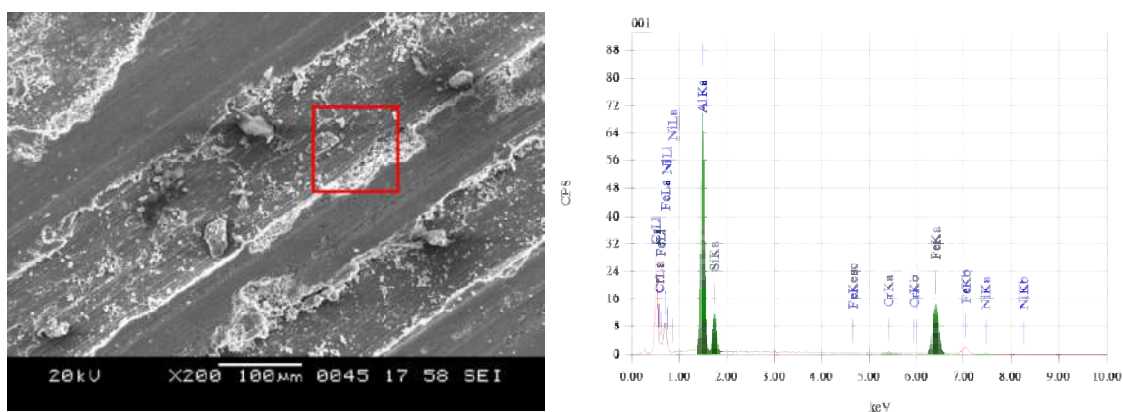 20kV X200 100µm 0045 17 58 SEI
001
CPS
88
80
72
64
56
48
40
32
24
16
8
0
CrLa
FeLl
FeLa
NiLl
NiLa
AlKa
SiKa
FeKesc
CrKa
CrKb
FeKa
FeKb
NiKa
NiKb
0.00 1.00 2.00 3.00 4.00 5.00 6.00 7.00 8.00 9.00 10.00
keV